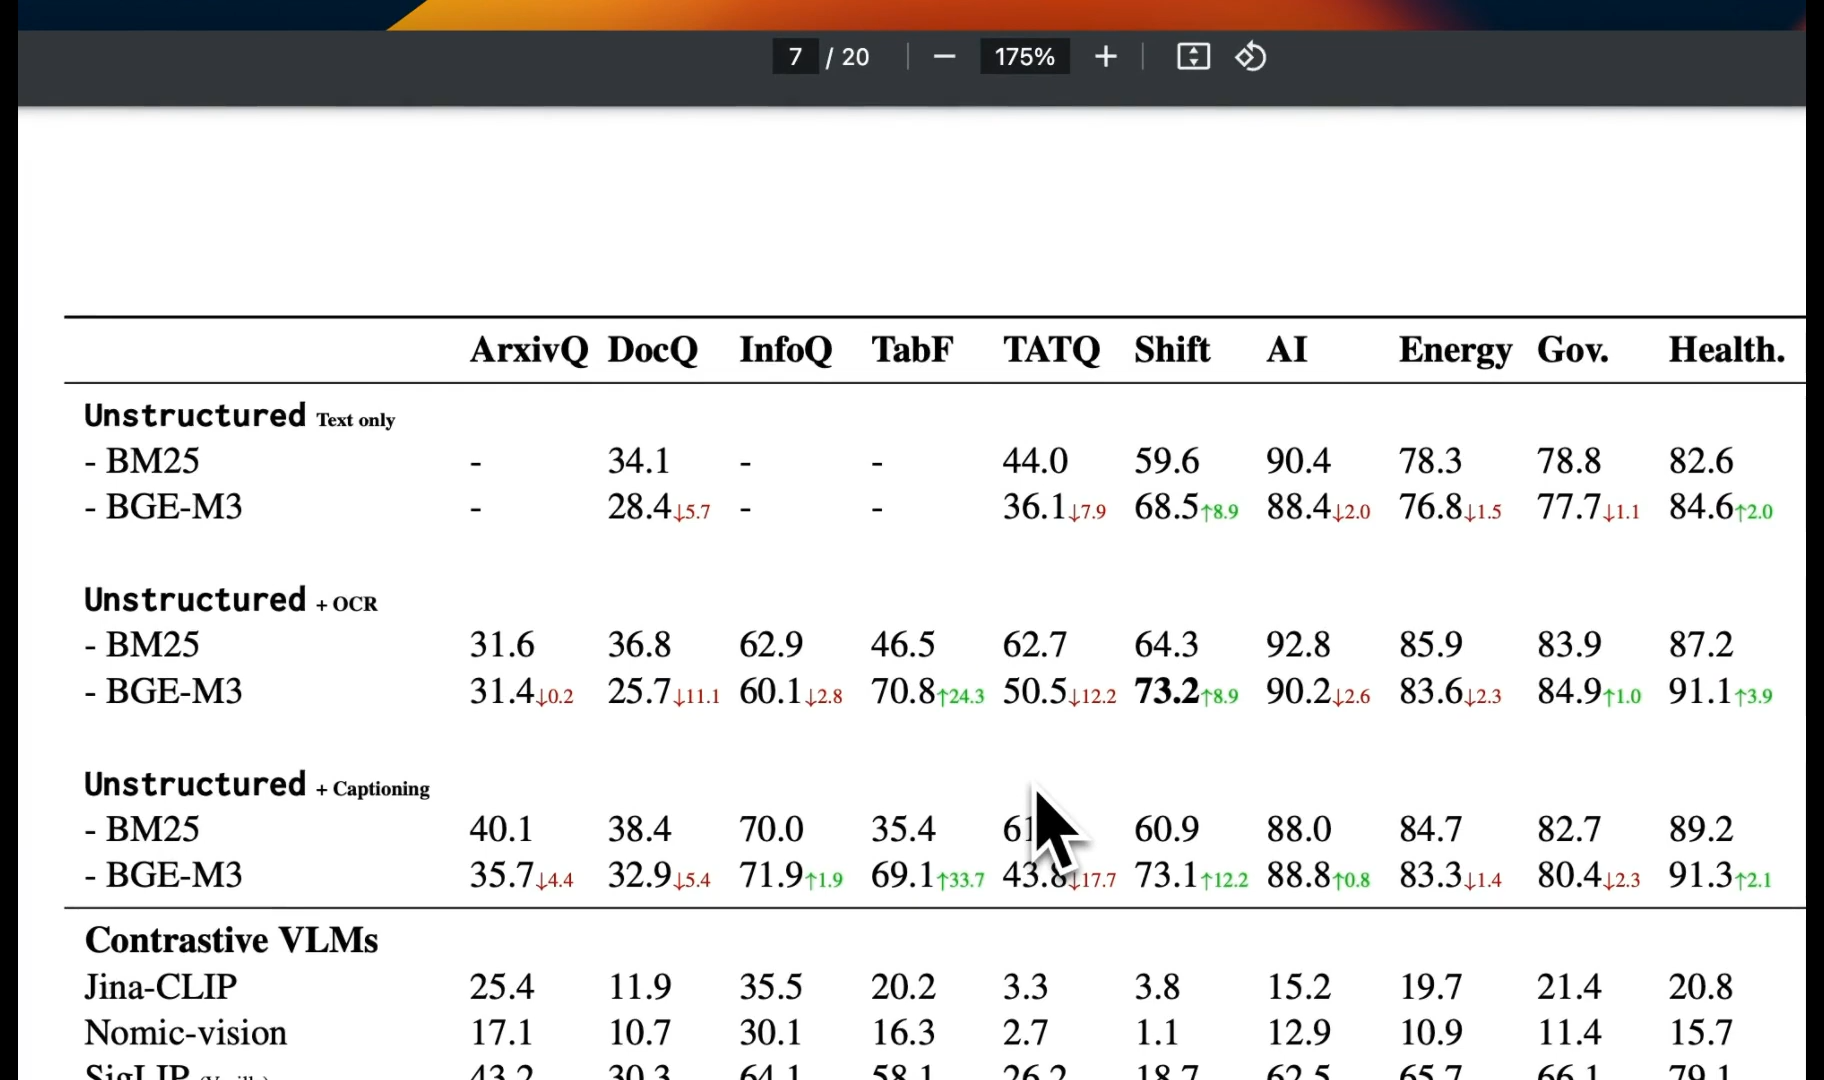 7 / 20 175%
ArxivQ DocQ InfoQ TabF TATQ Shift AI Energy Gov. Health.
Unstructured Text only
- BM25 - 34.1 - - 44.0 59.6 90.4 78.3 78.8 82.6
- BGE-M3 - 28.4↓5.7 - - 36.1↓7.9 68.5↑8.9 88.4↓2.0 76.8↓1.5 77.7↓1.1 84.6↑2.0
Unstructured + OCR
- BM25 31.6 36.8 62.9 46.5 62.7 64.3 92.8 85.9 83.9 87.2
- BGE-M3 31.4↓0.2 25.7↓11.1 60.1↓2.8 70.8↑24.3 50.5↓12.2 73.2↑8.9 90.2↓2.6 83.6↓2.3 84.9↑1.0 91.1↑3.9
Unstructured + Captioning
- BM25 40.1 38.4 70.0 35.4 60.9 88.0 84.7 82.7 89.2
- BGE-M3 35.7↓4.4 32.9↓5.4 71.9↑1.9 69.1↑33.7 43.8↓17.7 73.1↑12.2 88.8↑0.8 83.3↓1.4 80.4↓2.3 91.3↑2.1
Contrastive VLMs
Jina-CLIP 25.4 11.9 35.5 20.2 3.3 3.8 15.2 19.7 21.4 20.8
Nomic-vision 17.1 10.7 30.1 16.3 2.7 1.1 12.9 10.9 11.4 15.7
SigLIP 43.2 30.3 64.1 58.1 26.2 18.7 62.5 65.7 66.1 79.1